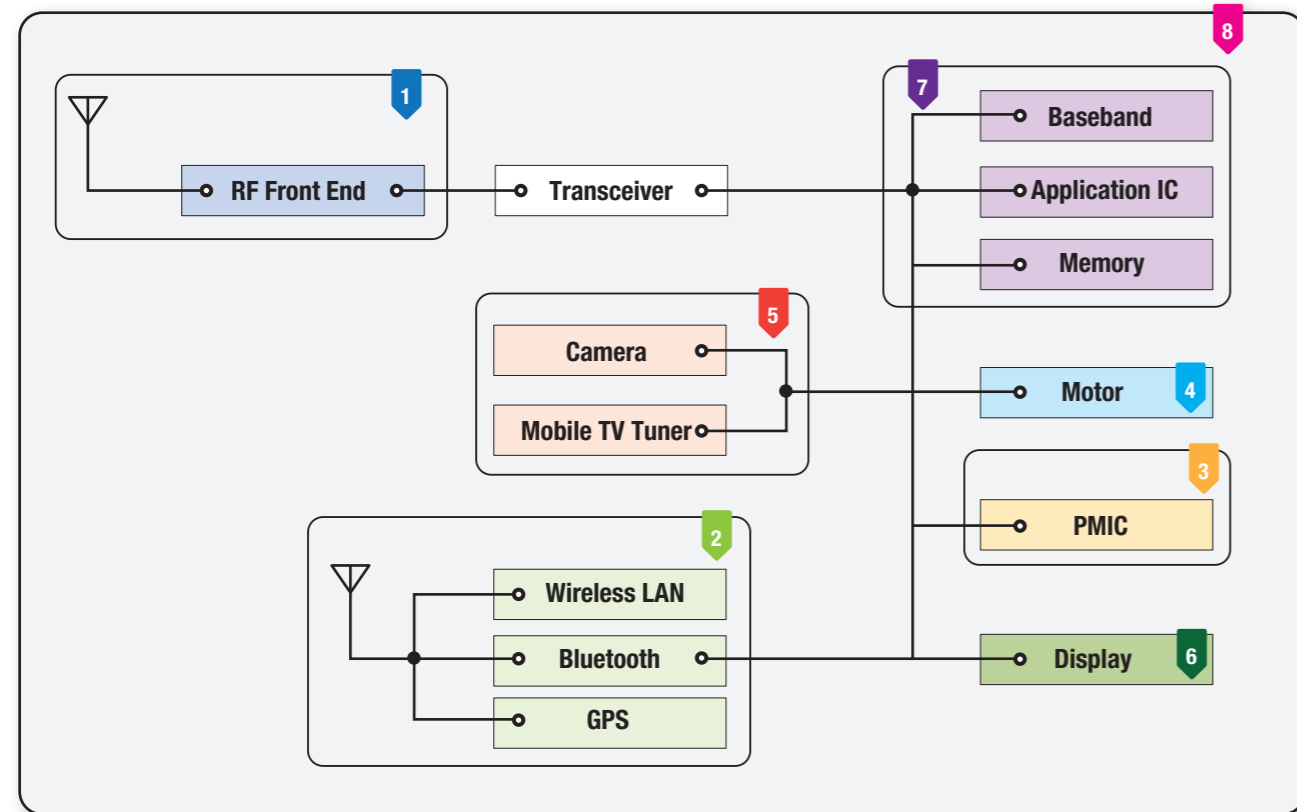 8
1
7
Baseband
RF Front End
Transceiver
Application IC
Memory
5
Camera
Motor
4
Mobile TV Tuner
3
PMIC
2
Wireless LAN
Bluetooth
Display
6
GPS